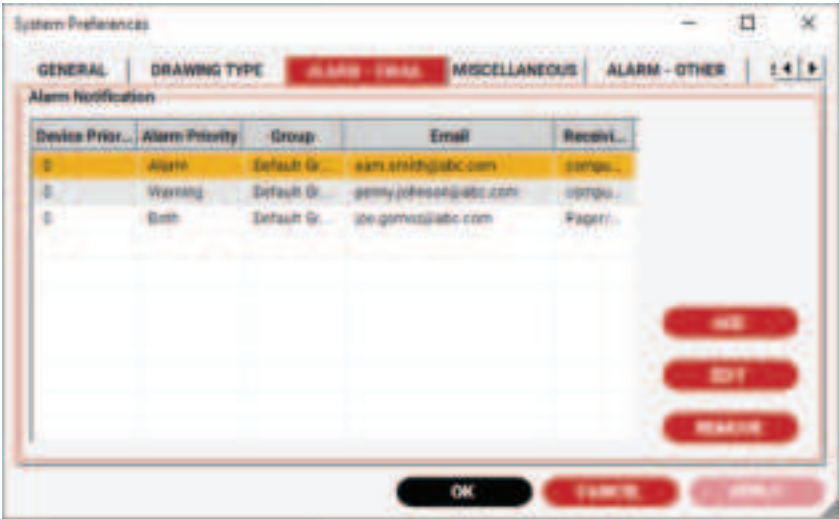 System Preferences
GENERAL DRAWING TYPE ALARM - EMAIL MISCELLANEOUS ALARM - OTHER
Alarm Notification
Device Prior... Alarm Priority Group Email Receivi...
0 Alarm Default Gr... sam.smith@abc.com compu...
0 Warning Default Gr... penny.johnson@abc.com compu...
0 Both Default Gr... joe.gomos@abc.com Pager/...
ADD
EDIT
REMOVE
OK CANCEL APPLY